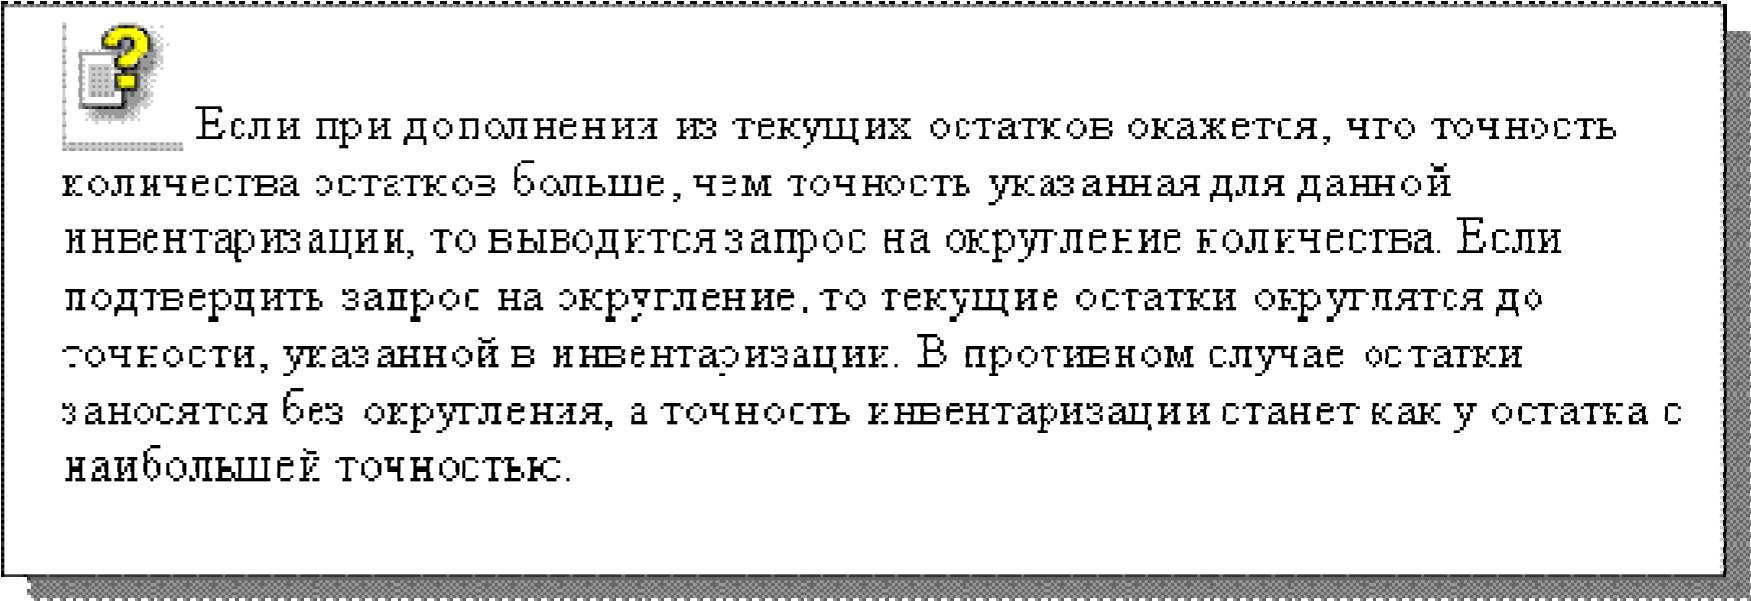 Если при дополнении из текущих остатков окажется, что точность
количества остатков больше, чем точность указанная для данной
инвентаризации, то выводится запрос на округление количества. Если
подтвердить запрос на округление, то текущие остатки округлятся до
точности, указанной в инвентаризации. В противном случае остатки
заносятся без округления, а точность инвентаризации станет как у остатка с
наибольшей точностью.